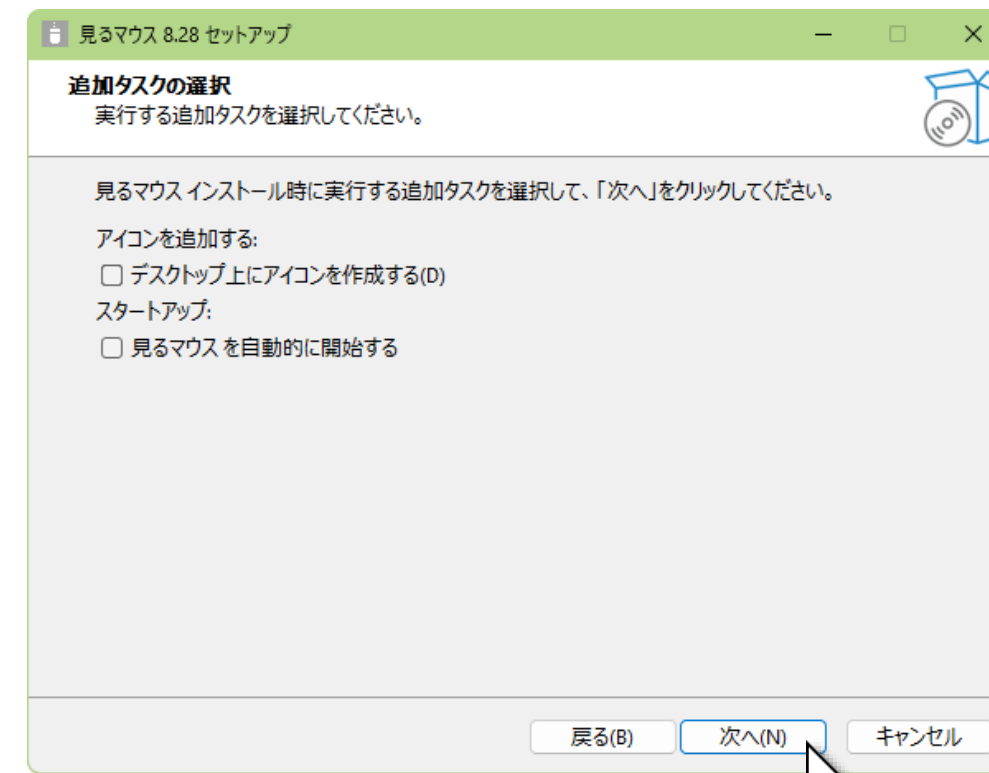 見るマウス 8.28 セットアップ
追加タスクの選択
実行する追加タスクを選択してください。
見るマウス インストール時に実行する追加タスクを選択して、「次へ」をクリックしてください。
アイコンを追加する:
デスクトップ上にアイコンを作成する(D)
スタートアップ:
見るマウス を自動的に開始する
戻る(B) 次へ(N) キャンセル